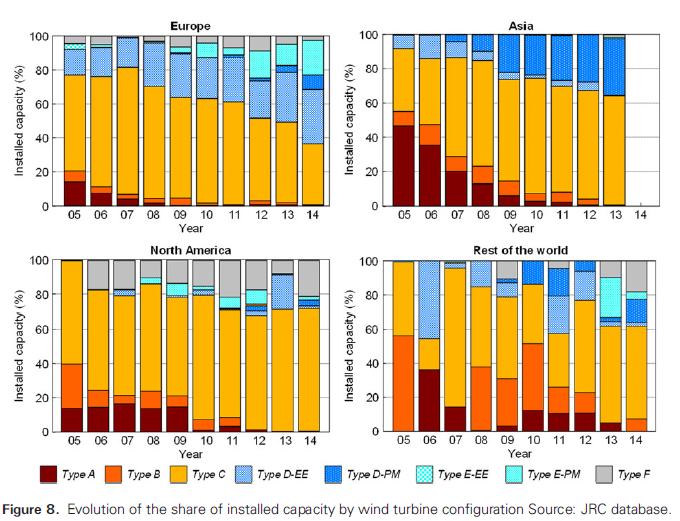 Europe
Installed capacity (%)
100
80
60
40
20
0
05 06 07 08 09 10 11 12 13 14
Year
Asia
Installed capacity (%)
100
80
60
40
20
0
05 06 07 08 09 10 11 12 13 14
Year
North America
Installed capacity (%)
100
80
60
40
20
0
05 06 07 08 09 10 11 12 13 14
Year
Rest of the world
Installed capacity (%)
100
80
60
40
20
0
05 06 07 08 09 10 11 12 13 14
Year
Type A Type B Type C Type D-EE Type D-PM Type E-EE Type E-PM Type F
Figure 8. Evolution of the share of installed capacity by wind turbine configuration Source: JRC database.